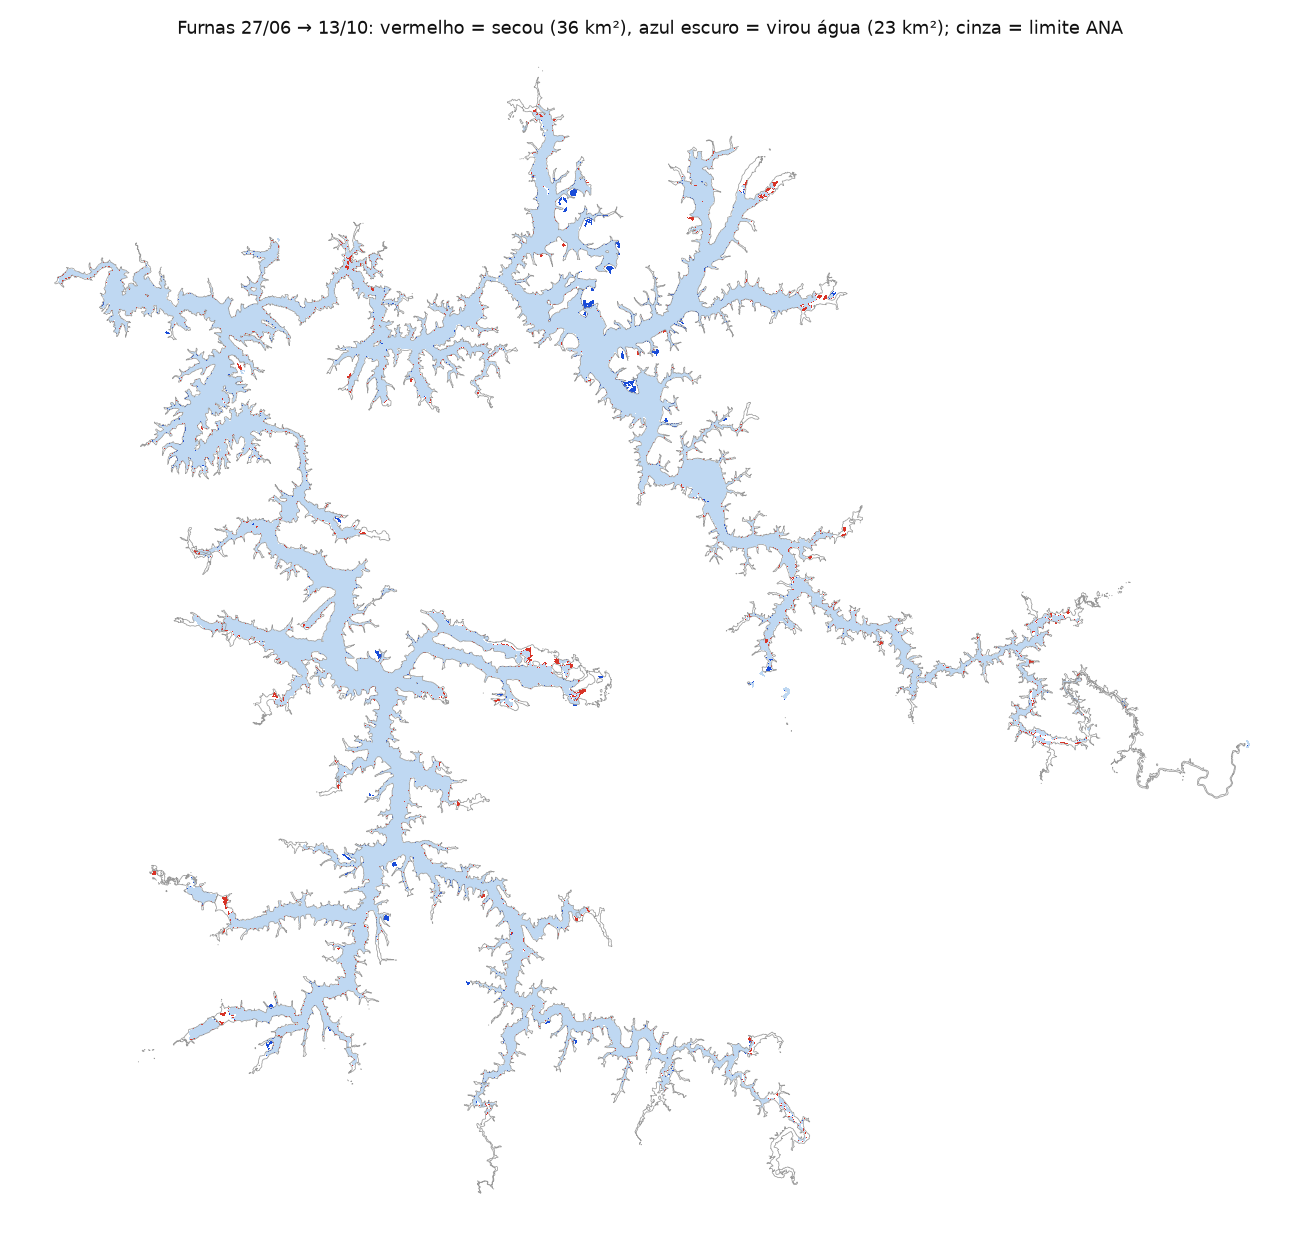 Furnas 27/06 → 13/10: vermelho = secou (36 km²), azul escuro = virou água (23 km²); cinza = limite ANA